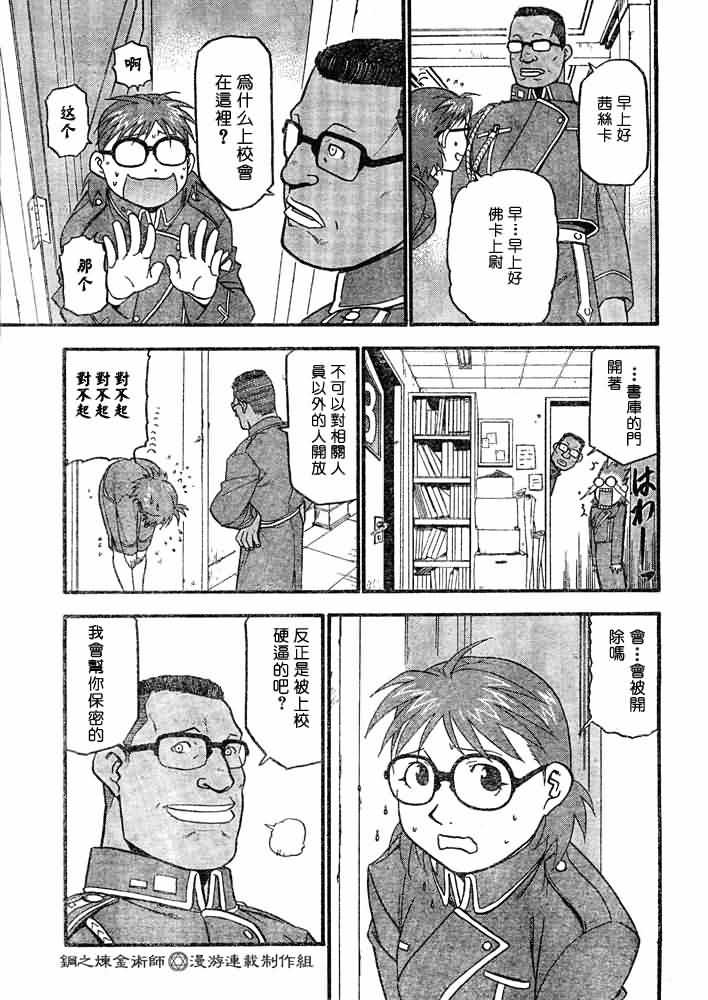 早上好
茜絲卡
早…早上好
佛卡上尉
為什么上校會
在這裡？
啊
这个
那个
…書庫的門
開著
はわーっ
不可以對相關人
員以外的人開放
對不起
對不起
對不起
會…會被開
除嗎
反正是被上校
硬逼的吧？
我會幫你保密的
鋼之煉金術師 漫游連載制作組